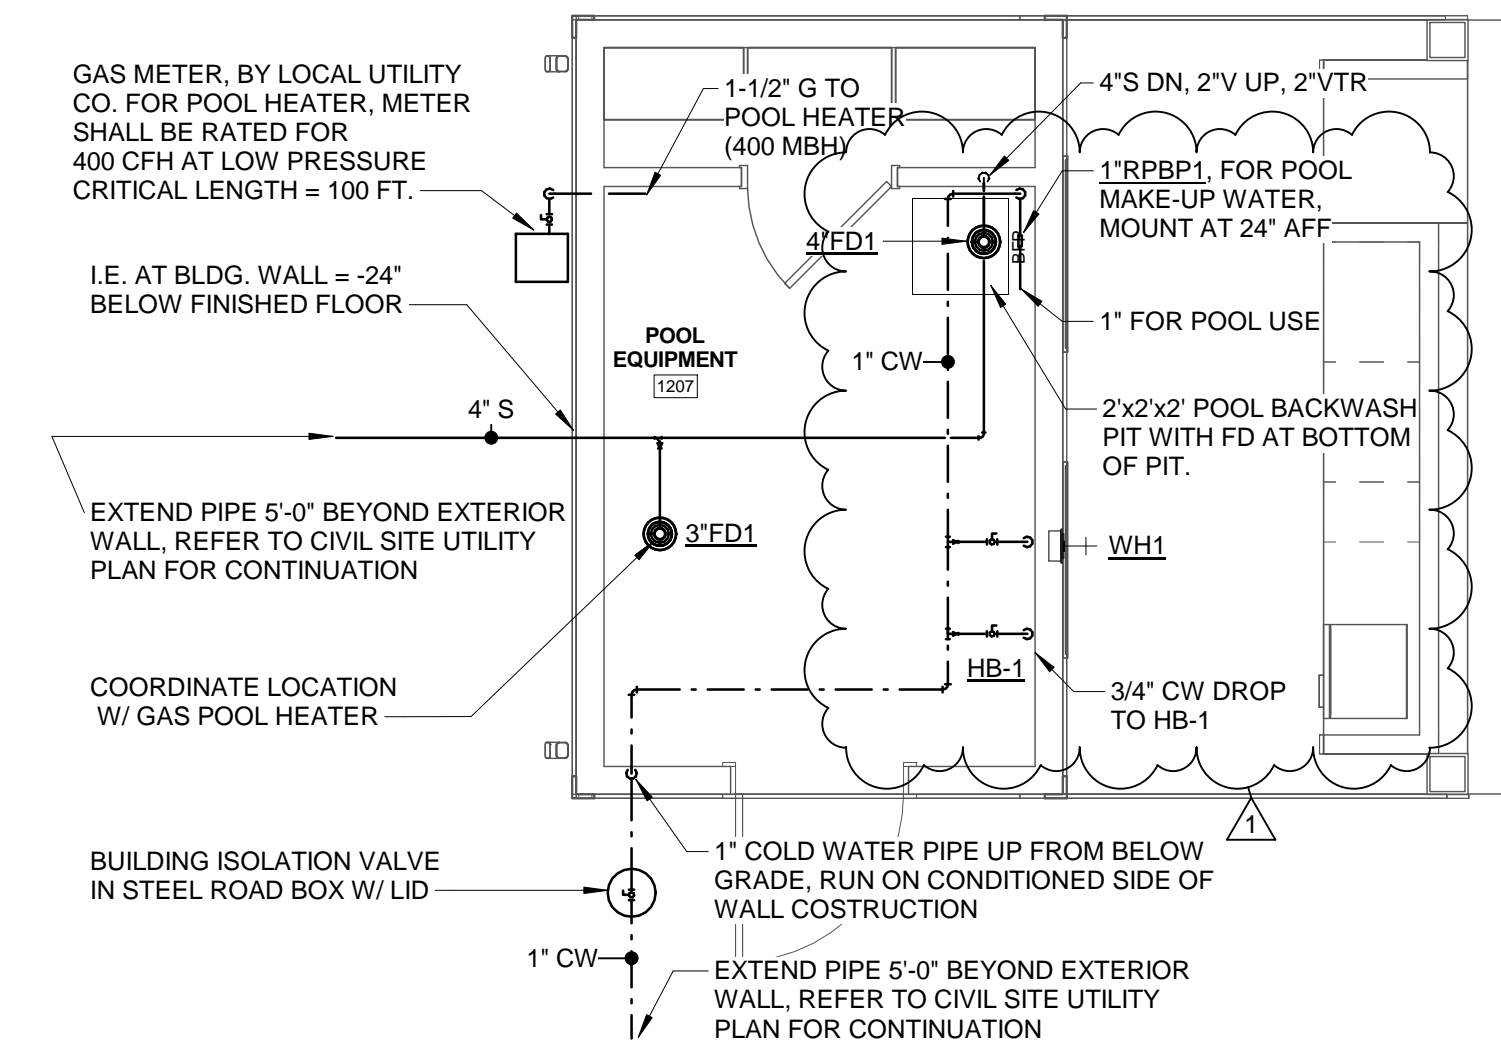 GAS METER, BY LOCAL UTILITY
CO. FOR POOL HEATER, METER
SHALL BE RATED FOR
400 CFH AT LOW PRESSURE
CRITICAL LENGTH = 100 FT.
1-1/2" G TO
POOL HEATER
(400 MBH)
4"S DN, 2"V UP, 2"VTR
1"RPBP1, FOR POOL
MAKE-UP WATER,
MOUNT AT 24" AFF
4"FD1
BFP
I.E. AT BLDG. WALL = -24"
BELOW FINISHED FLOOR
1" FOR POOL USE
POOL
EQUIPMENT
1207
1" CW
4" S
2'x2'x2' POOL BACKWASH
PIT WITH FD AT BOTTOM
OF PIT.
EXTEND PIPE 5'-0" BEYOND EXTERIOR
WALL, REFER TO CIVIL SITE UTILITY
PLAN FOR CONTINUATION
3"FD1
WH1
HB-1
COORDINATE LOCATION
W/ GAS POOL HEATER
3/4" CW DROP
TO HB-1
1
BUILDING ISOLATION VALVE
IN STEEL ROAD BOX W/ LID
1" COLD WATER PIPE UP FROM BELOW
GRADE, RUN ON CONDITIONED SIDE OF
WALL COSTRUCTION
1" CW
EXTEND PIPE 5'-0" BEYOND EXTERIOR
WALL, REFER TO CIVIL SITE UTILITY
PLAN FOR CONTINUATION